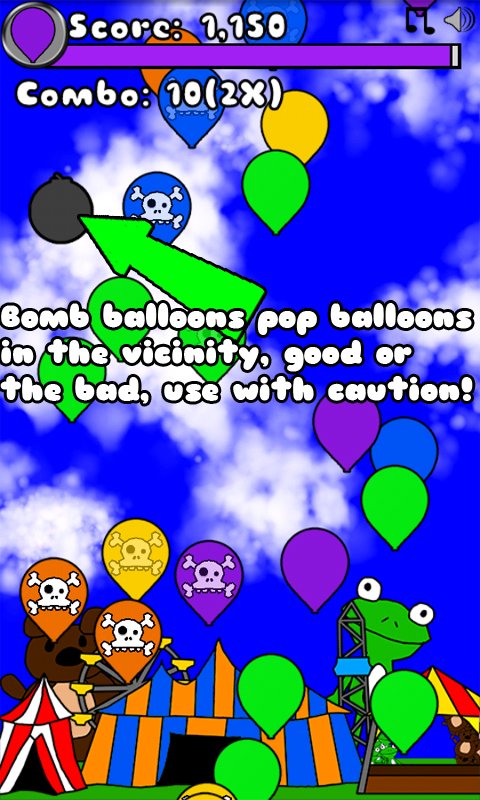 Score: 1,150
Combo: 10(2X)
Bomb balloons pop balloons
in the vicinity, good or
the bad, use with caution!